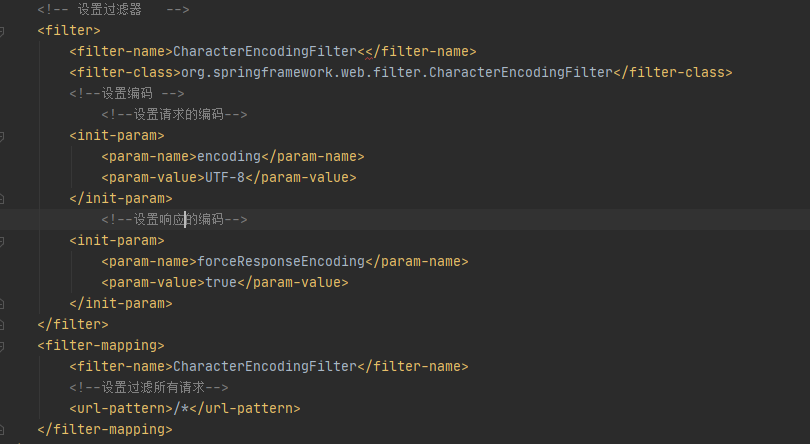 <!-- 设置过滤器   -->
<filter>
    <filter-name>CharacterEncodingFilter<</filter-name>
    <filter-class>org.springframework.web.filter.CharacterEncodingFilter</filter-class>
    <!--设置编码 -->
        <!--设置请求的编码-->
    <init-param>
        <param-name>encoding</param-name>
        <param-value>UTF-8</param-value>
    </init-param>
        <!--设置响应的编码-->
    <init-param>
        <param-name>forceResponseEncoding</param-name>
        <param-value>true</param-value>
    </init-param>
</filter>
<filter-mapping>
    <filter-name>CharacterEncodingFilter</filter-name>
    <!--设置过滤所有请求-->
    <url-pattern>/*</url-pattern>
</filter-mapping>